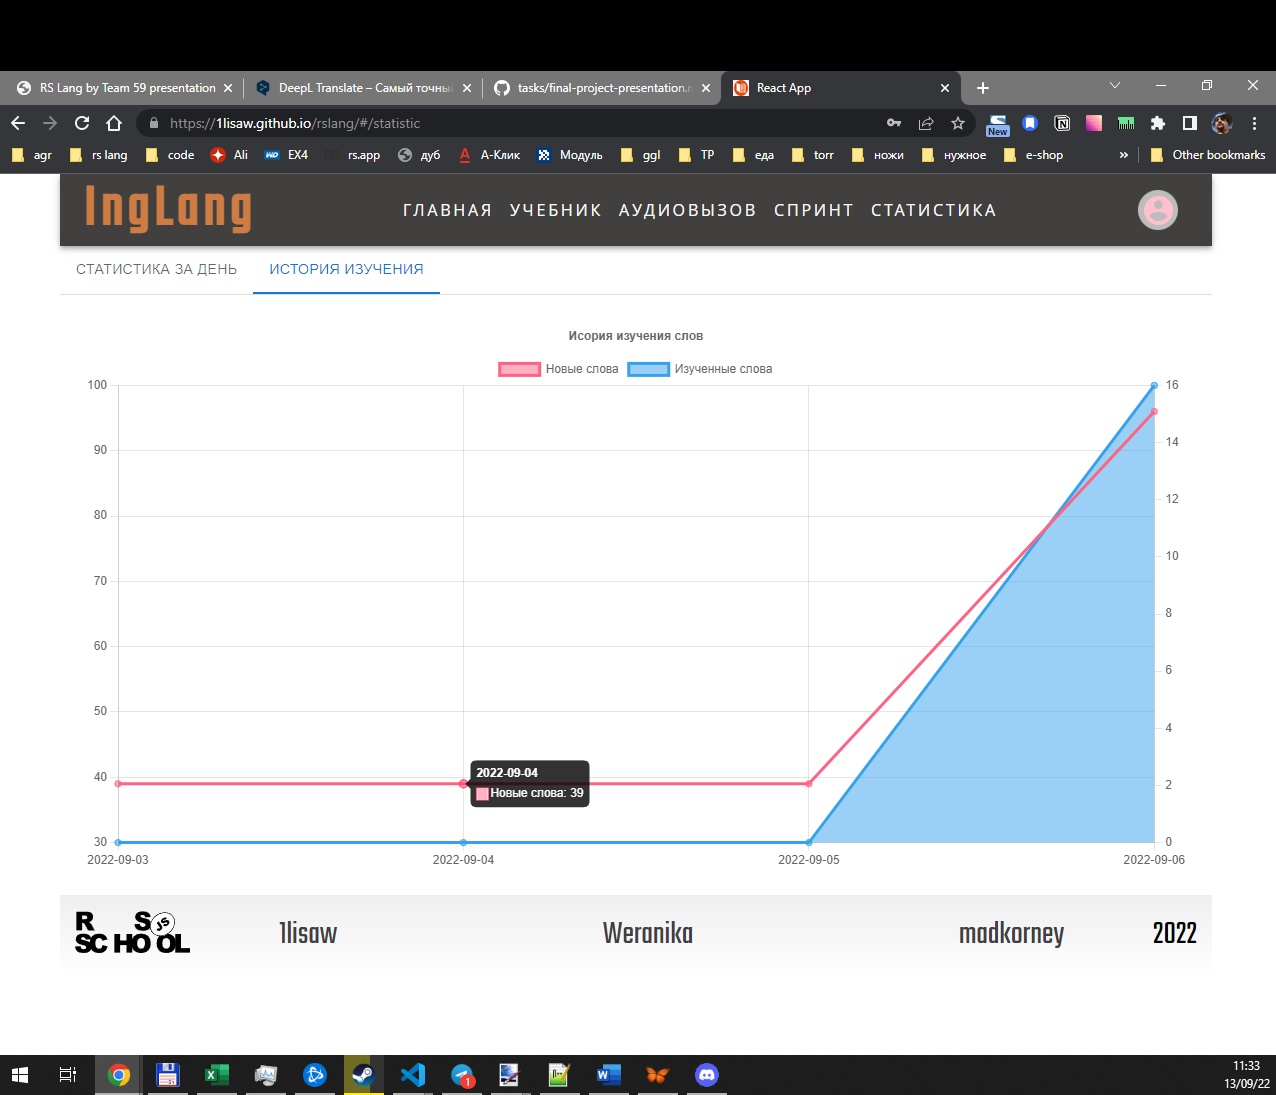 RS Lang by Team 59 presentation
DeepL Translate – Самый точны
tasks/final-project-presentation.
React App
https://1lisaw.github.io/rslang/#/statistic
New
agr
rs lang
code
Ali
EX4
rs.app
дуб
А-Клик
Модуль
ggl
TP
еда
torr
ножи
нужное
e-shop
»
Other bookmarks
IngLang
ГЛАВНАЯ УЧЕБНИК АУДИОВЫЗОВ СПРИНТ СТАТИСТИКА
СТАТИСТИКА ЗА ДЕНЬ
ИСТОРИЯ ИЗУЧЕНИЯ
Исория изучения слов
Новые слова
Изученные слова
100
90
80
70
60
50
40
30
16
14
12
10
8
6
4
2
0
2022-09-04
Новые слова: 39
2022-09-03
2022-09-04
2022-09-05
2022-09-06
R S JS
SCHOOL
1lisaw
Weranika
madkorney
2022
1
11:33
13/09/22